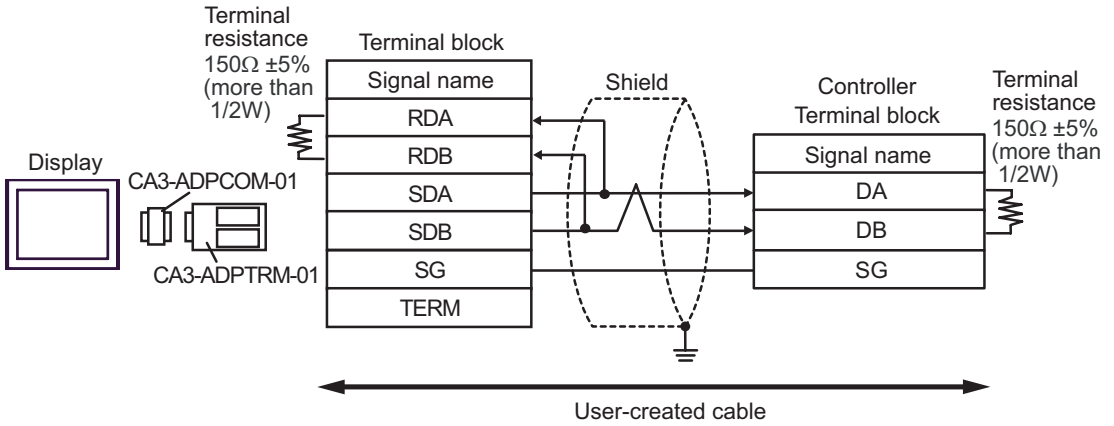 Terminal
resistance
150Ω ±5%
(more than
1/2W)
Terminal block
Signal name
RDA
RDB
SDA
SDB
SG
TERM
Shield
Controller
Terminal block
Signal name
DA
DB
SG
Terminal
resistance
150Ω ±5%
(more than
1/2W)
Display
CA3-ADPCOM-01
CA3-ADPTRM-01
User-created cable